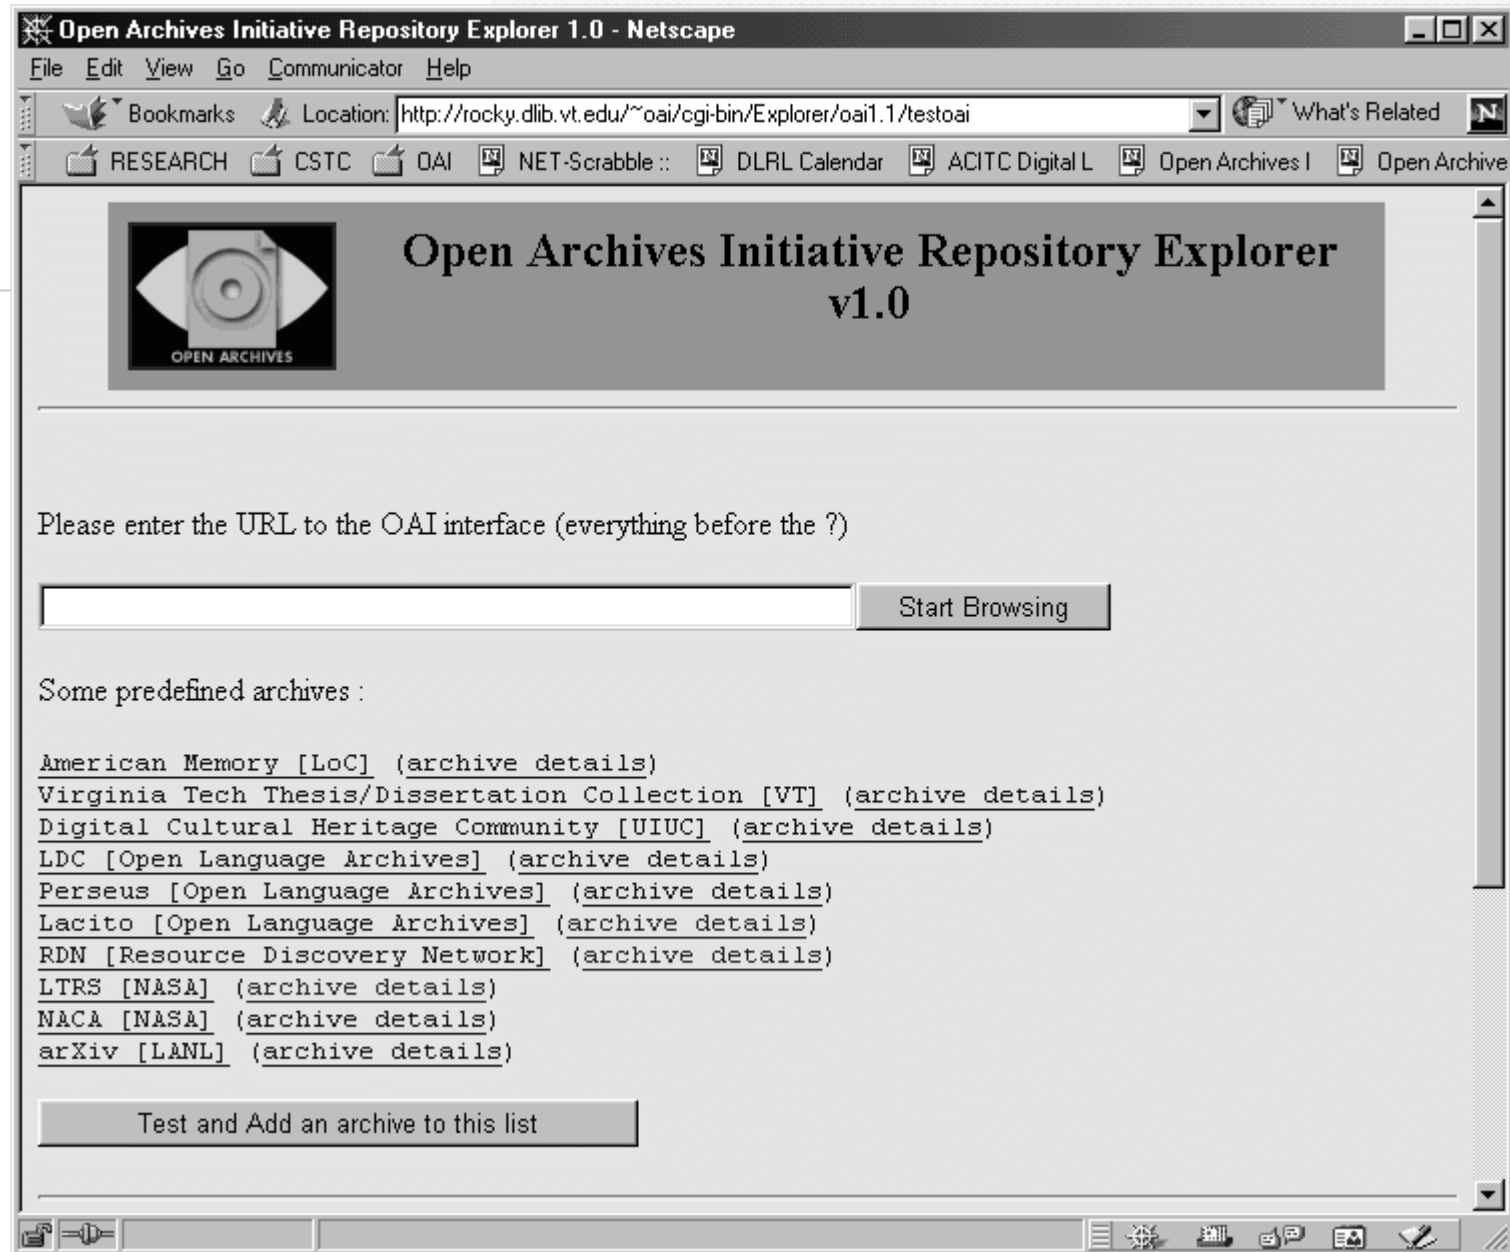 Open Archives Initiative Repository Explorer 1.0 - Netscape
File Edit View Go Communicator Help
Bookmarks Location: http://rocky.dlib.vt.edu/~oai/cgi-bin/Explorer/oai1.1/testoai What's Related N
RESEARCH CSTC OAI NET-Scrabble :: DLRL Calendar ACITC Digital L Open Archives I Open Archive
Open Archives Initiative Repository Explorer
v1.0
OPEN ARCHIVES
Please enter the URL to the OAI interface (everything before the ?)
Start Browsing
Some predefined archives :
American Memory [LoC] (archive details)
Virginia Tech Thesis/Dissertation Collection [VT] (archive details)
Digital Cultural Heritage Community [UIUC] (archive details)
LDC [Open Language Archives] (archive details)
Perseus [Open Language Archives] (archive details)
Lacito [Open Language Archives] (archive details)
RDN [Resource Discovery Network] (archive details)
LTRS [NASA] (archive details)
NACA [NASA] (archive details)
arXiv [LANL] (archive details)
Test and Add an archive to this list